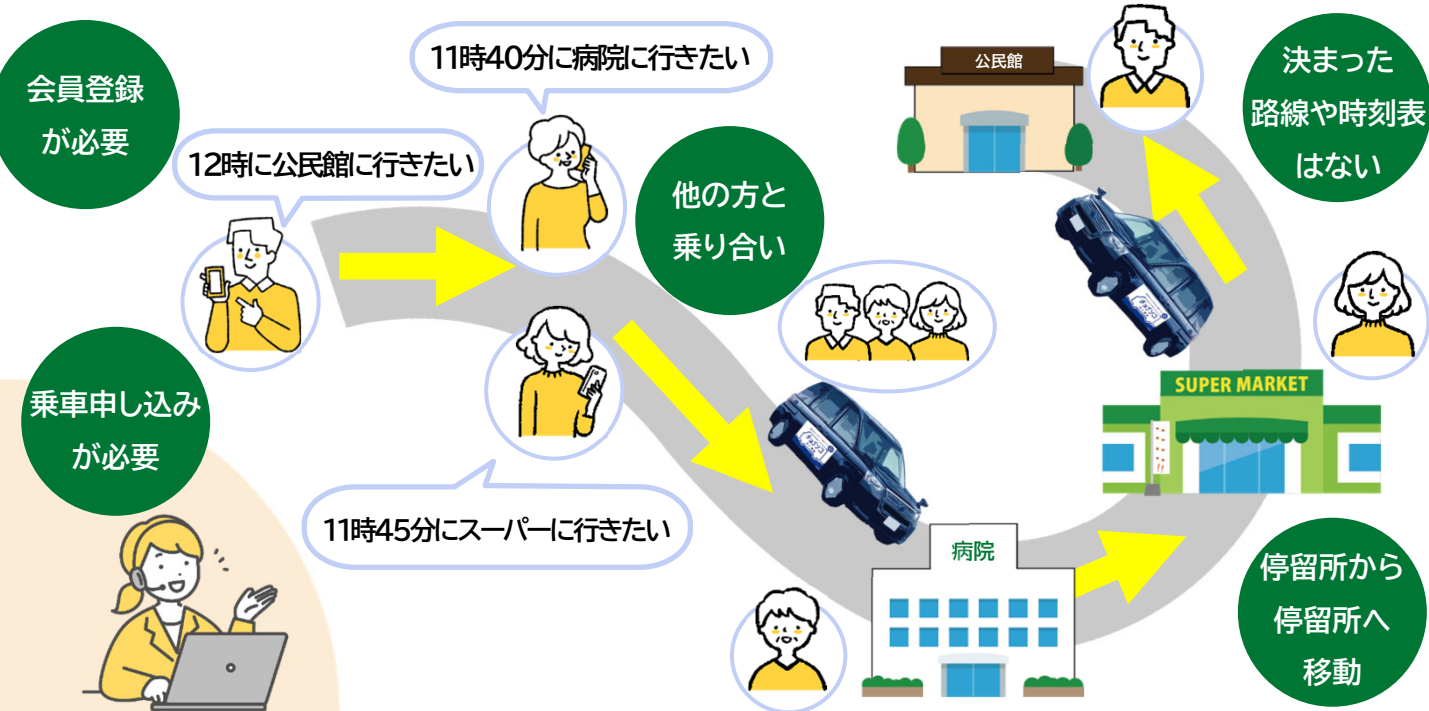 会員登録
が必要
12時に公民館に行きたい
11時40分に病院に行きたい
他の方と
乗り合い
公民館
決まった
路線や時刻表
はない
乗車申し込み
が必要
11時45分にスーパーに行きたい
病院
SUPER MARKET
停留所から
停留所へ
移動